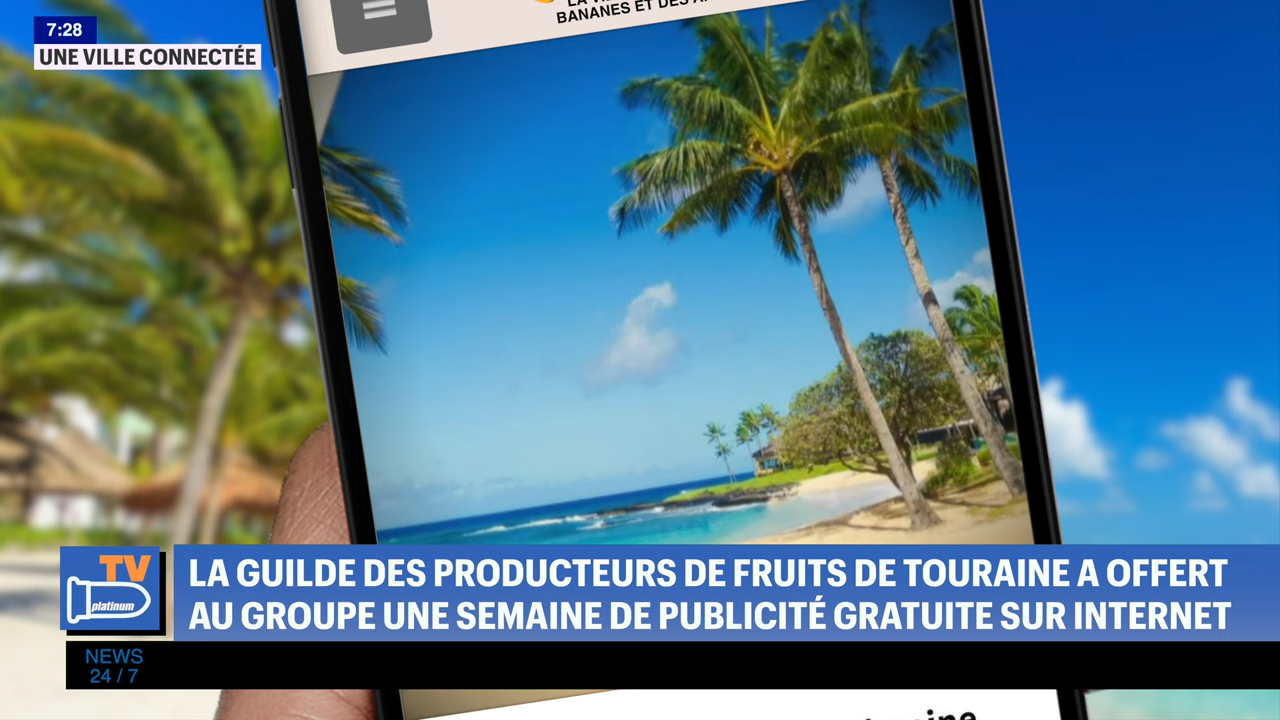 7:28
UNE VILLE CONNECTÉE
BANANES ET DES
TV
platinum
LA GUILDE DES PRODUCTEURS DE FRUITS DE TOURAINE A OFFERT
AU GROUPE UNE SEMAINE DE PUBLICITÉ GRATUITE SUR INTERNET
NEWS
24 / 7